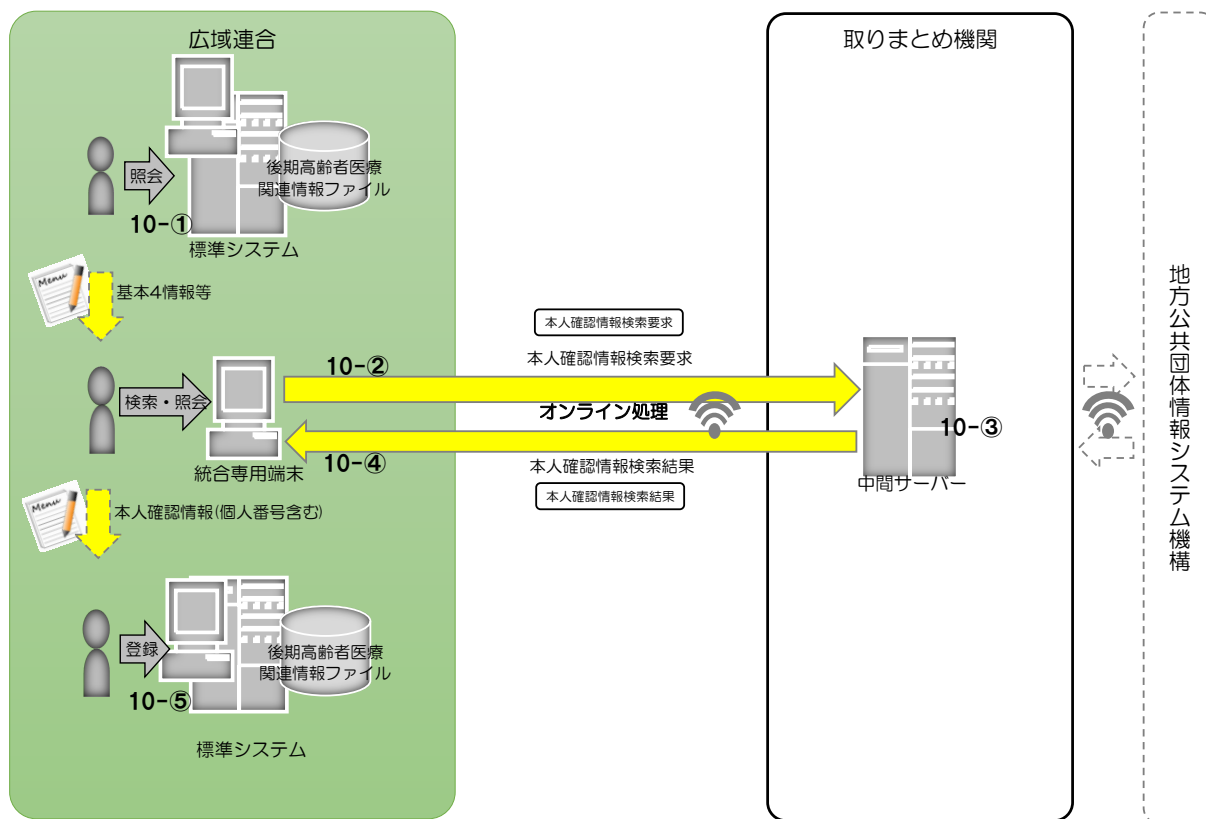 広域連合
取りまとめ機関
後期高齢者医療
関連情報ファイル
照会
10-①
標準システム
Menu
基本4情報等
本人確認情報検索要求
本人確認情報検索要求
10-②
検索・照会
オンライン処理
10-③
統合専用端末
10-④
本人確認情報検索結果
中間サーバー
本人確認情報検索結果
Menu
本人確認情報(個人番号含む)
登録
後期高齢者医療
関連情報ファイル
10-⑤
標準システム
地方公共団体情報システム機構